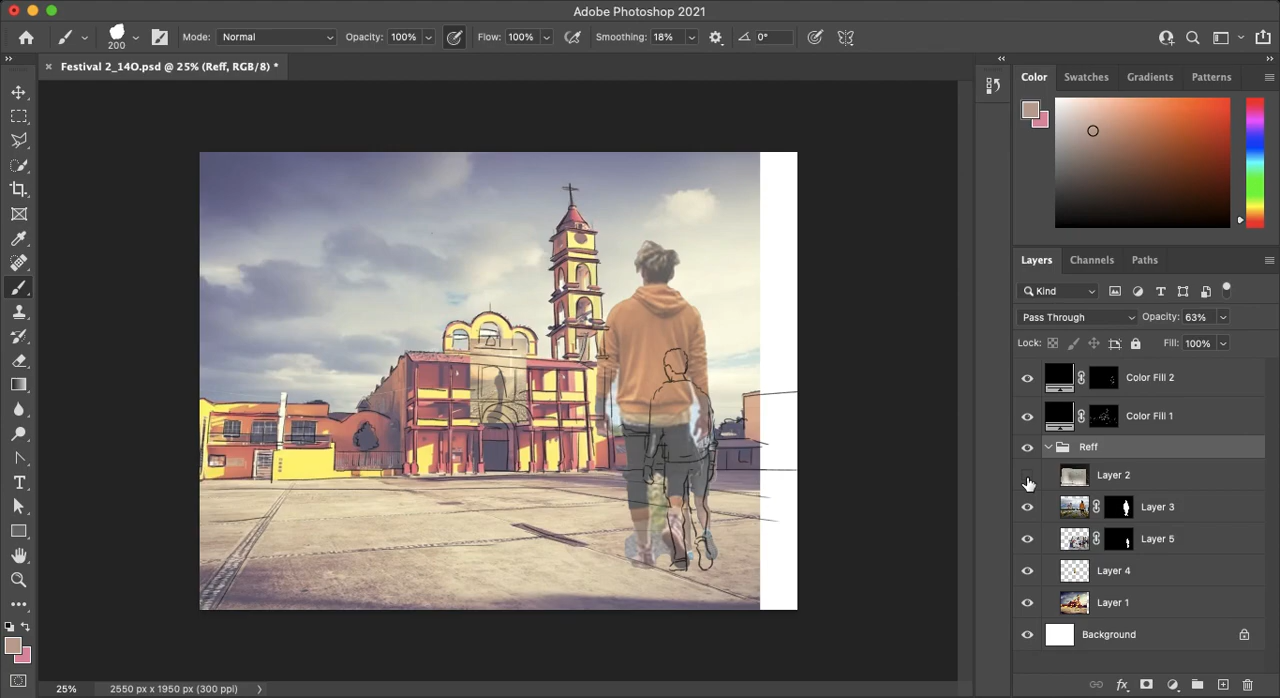 Adobe Photoshop 2021
200
Mode: Normal Opacity: 100% Flow: 100% Smoothing: 18% 0°
Festival 2_14O.psd @ 25% (Reff, RGB/8) *
Color Swatches Gradients Patterns
Layers Channels Paths
Kind
Pass Through Opacity: 63%
Lock: Fill: 100%
Color Fill 2
Color Fill 1
Reff
Layer 2
Layer 3
Layer 5
Layer 4
Layer 1
Background
25% 2550 px x 1950 px (300 ppi)